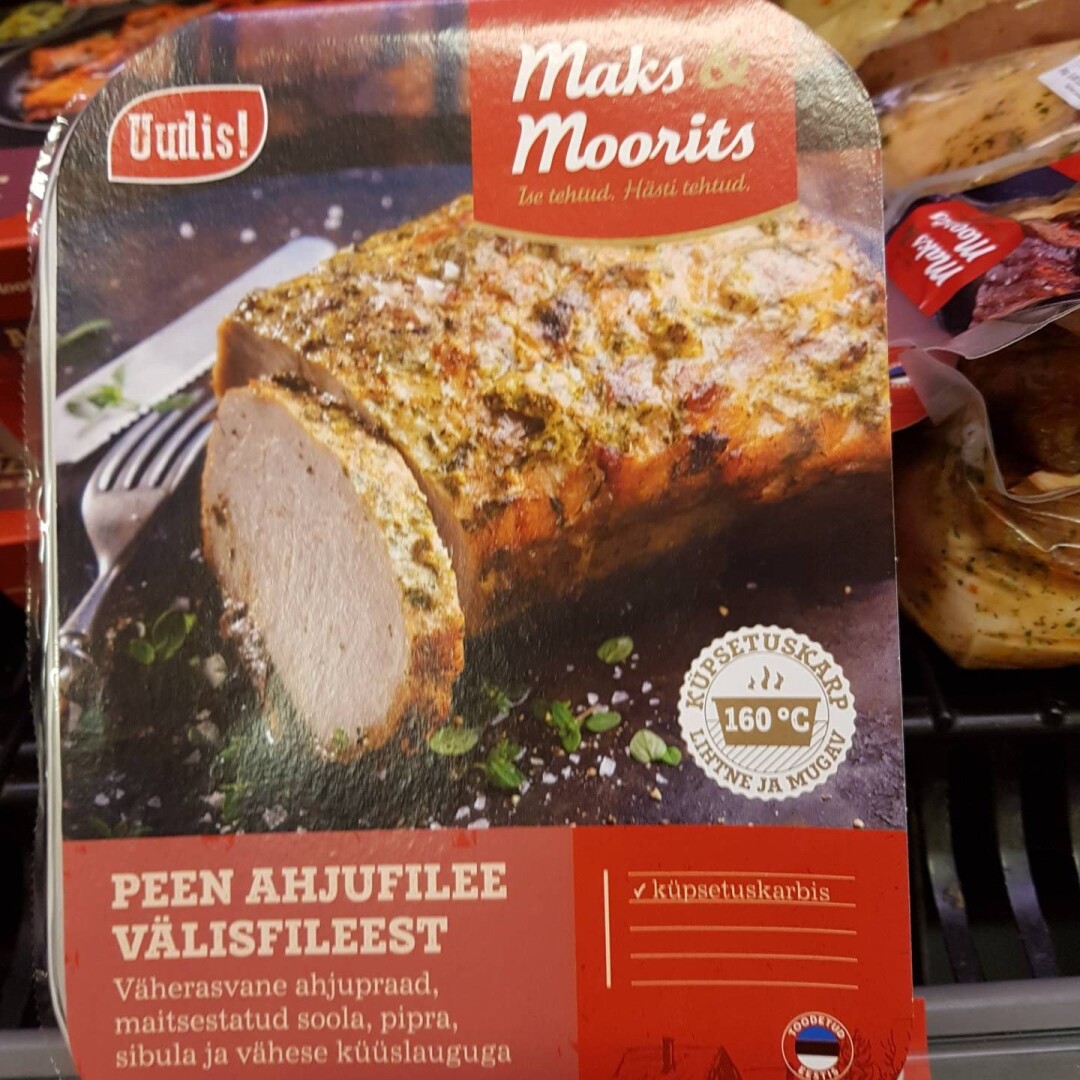 Uudis!
Maks &
Moorits
Ise tehtud. Hästi tehtud.
Maks
Moorits
KÜPSETUSKARP
160 °C
LIHTNE JA MUGAV
PEEN AHJUFILEE
VÄLISFILEEST
Väherasvane ahjupraad,
maitsestatud soola, pipra,
sibula ja vähese küüslauguga
✓ küpsetuskarbis
TOODETUD
EESTIS